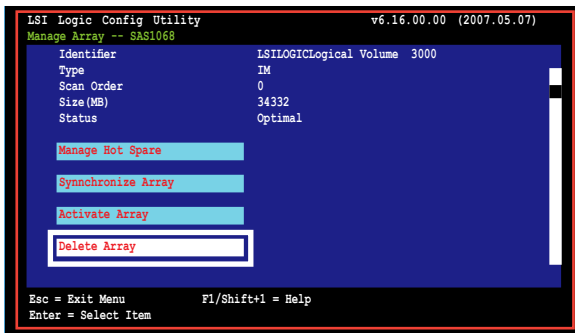 LSI Logic Config Utility v6.16.00.00 (2007.05.07)
Manage Array -- SAS1068
Identifier LSILOGICLogical Volume 3000
Type IM
Scan Order 0
Size(MB) 34332
Status Optimal
Manage Hot Spare
Synnchronize Array
Activate Array
Delete Array
Esc = Exit Menu F1/Shift+1 = Help
Enter = Select Item